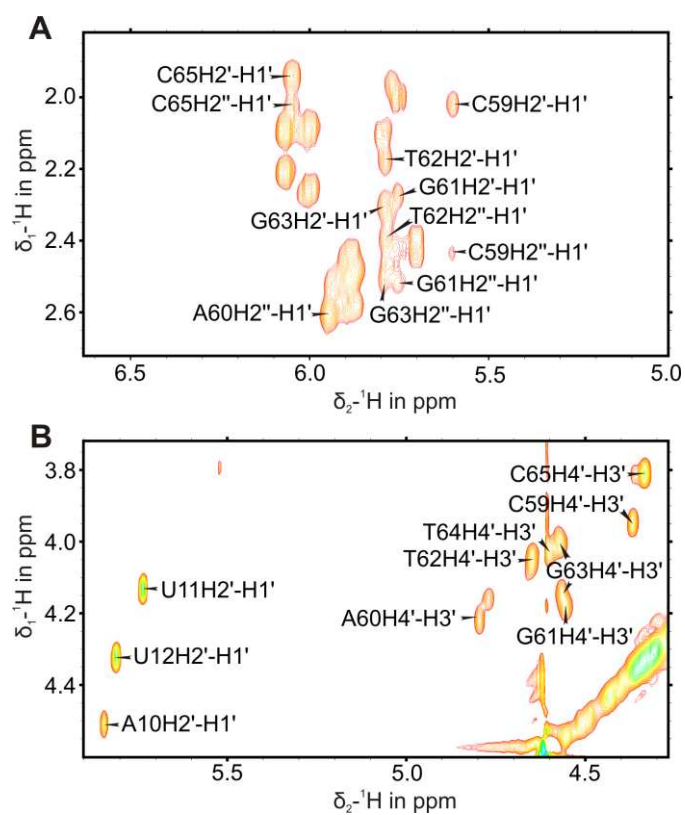 A
C65H2'-H1'
C65H2"-H1'
C59H2'-H1'
T62H2'-H1'
G61H2'-H1'
G63H2'-H1'
T62H2"-H1'
C59H2"-H1'
G61H2"-H1'
A60H2"-H1'
G63H2"-H1'
2.0
2.2
2.4
2.6
δ₁-¹H in ppm
6.5
6.0
5.5
5.0
δ₂-¹H in ppm
B
C65H4'-H3'
C59H4'-H3'
T64H4'-H3'
T62H4'-H3'
G63H4'-H3'
U11H2'-H1'
A60H4'-H3'
G61H4'-H3'
U12H2'-H1'
A10H2'-H1'
3.8
4.0
4.2
4.4
δ₁-¹H in ppm
5.5
5.0
4.5
δ₂-¹H in ppm